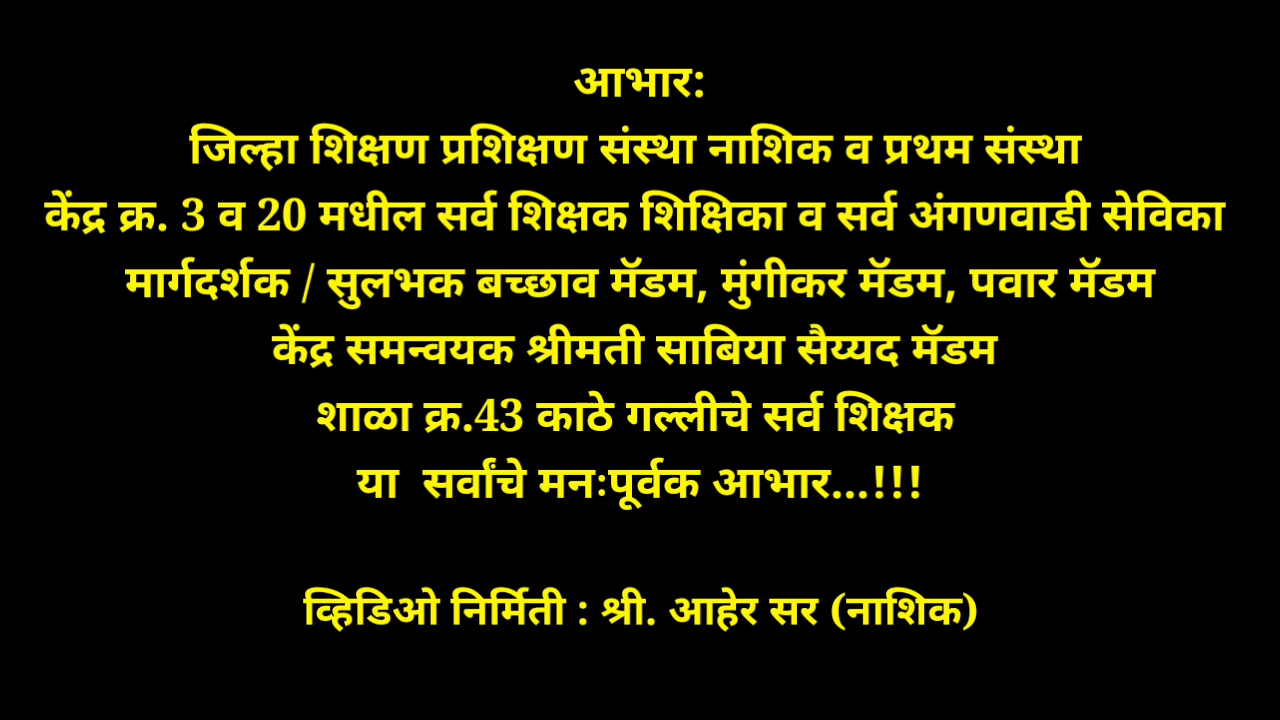 आभार:
जिल्हा शिक्षण प्रशिक्षण संस्था नाशिक व प्रथम संस्था
केंद्र क्र. 3 व 20 मधील सर्व शिक्षक शिक्षिका व सर्व अंगणवाडी सेविका
मार्गदर्शक / सुलभक बच्छाव मॅडम, मुंगीकर मॅडम, पवार मॅडम
केंद्र समन्वयक श्रीमती साबिया सैय्यद मॅडम
शाळा क्र.43 काठे गल्लीचे सर्व शिक्षक
या  सर्वांचे मनःपूर्वक आभार...!!!
व्हिडिओ निर्मिती : श्री. आहेर सर (नाशिक)